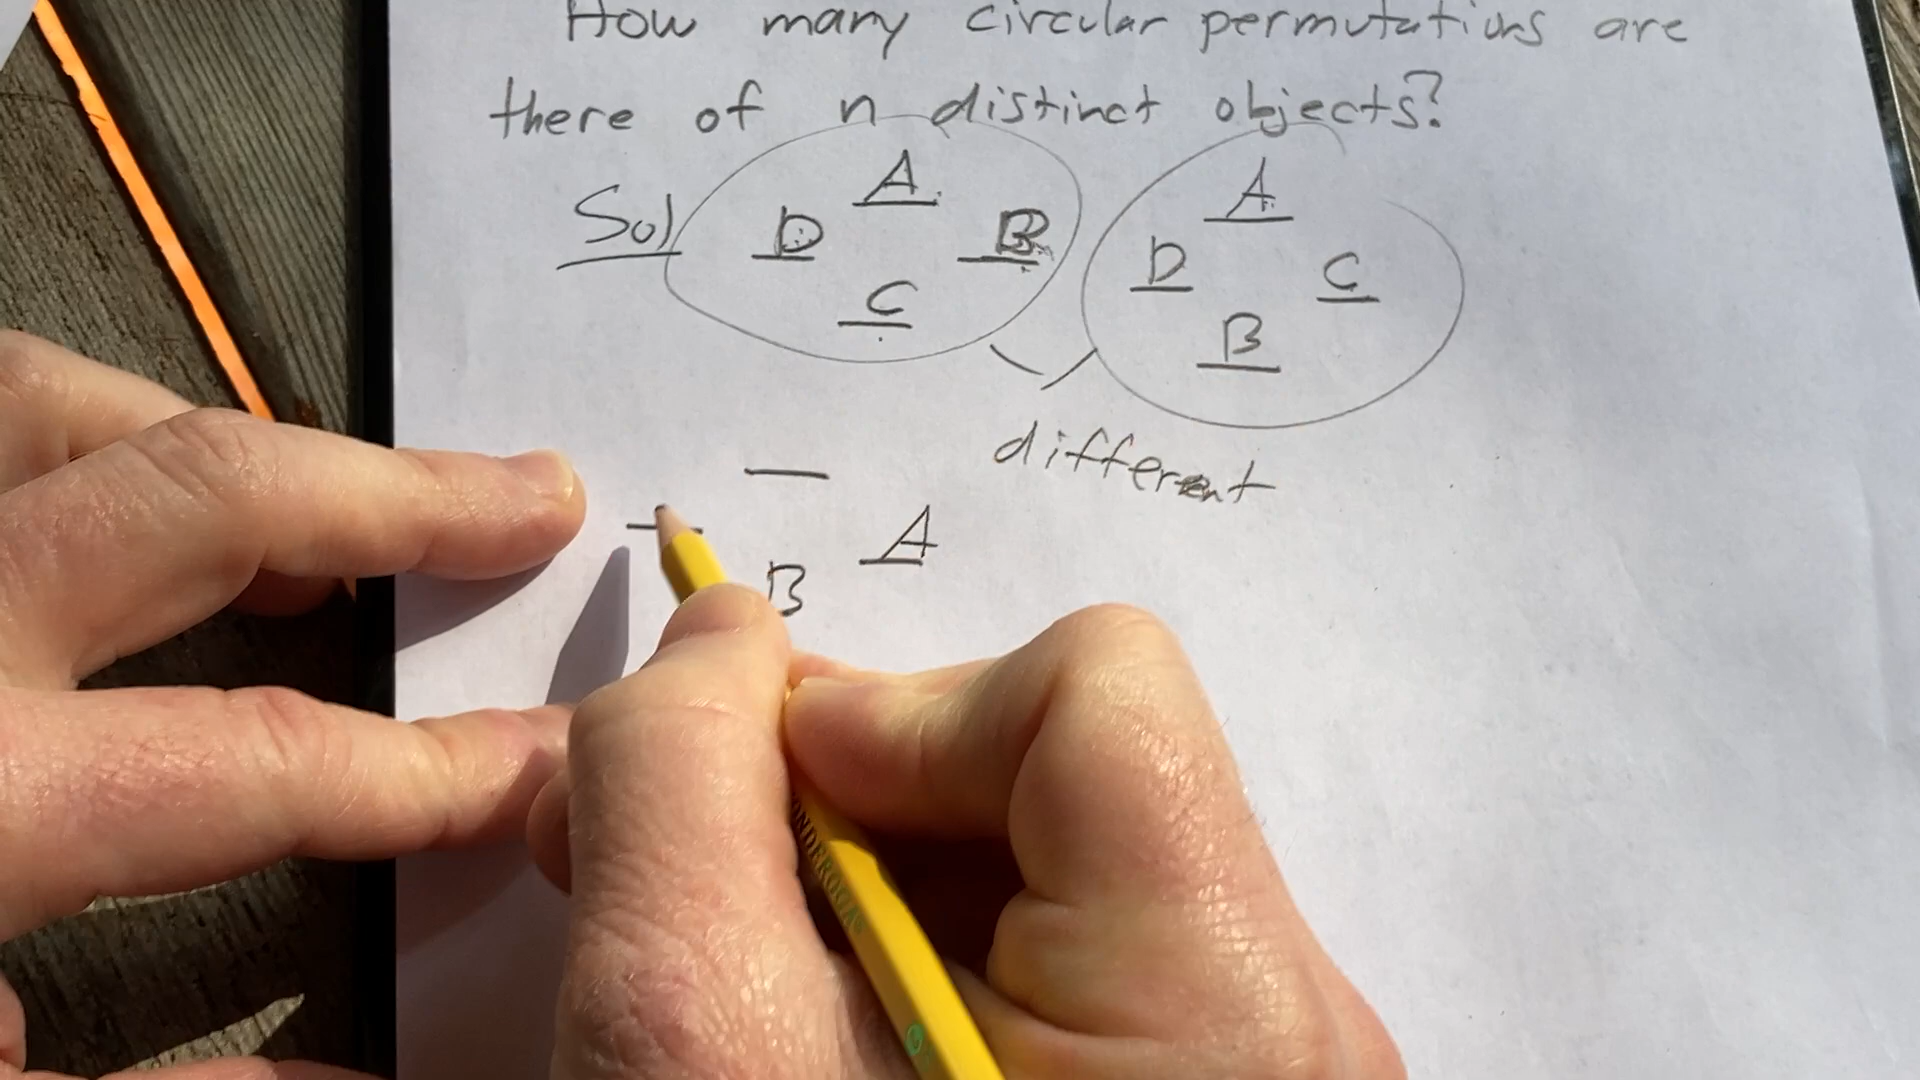 How many circular permutations are
there of n distinct objects?
Sol
A
D B
C
A
D C
B
different
A
B